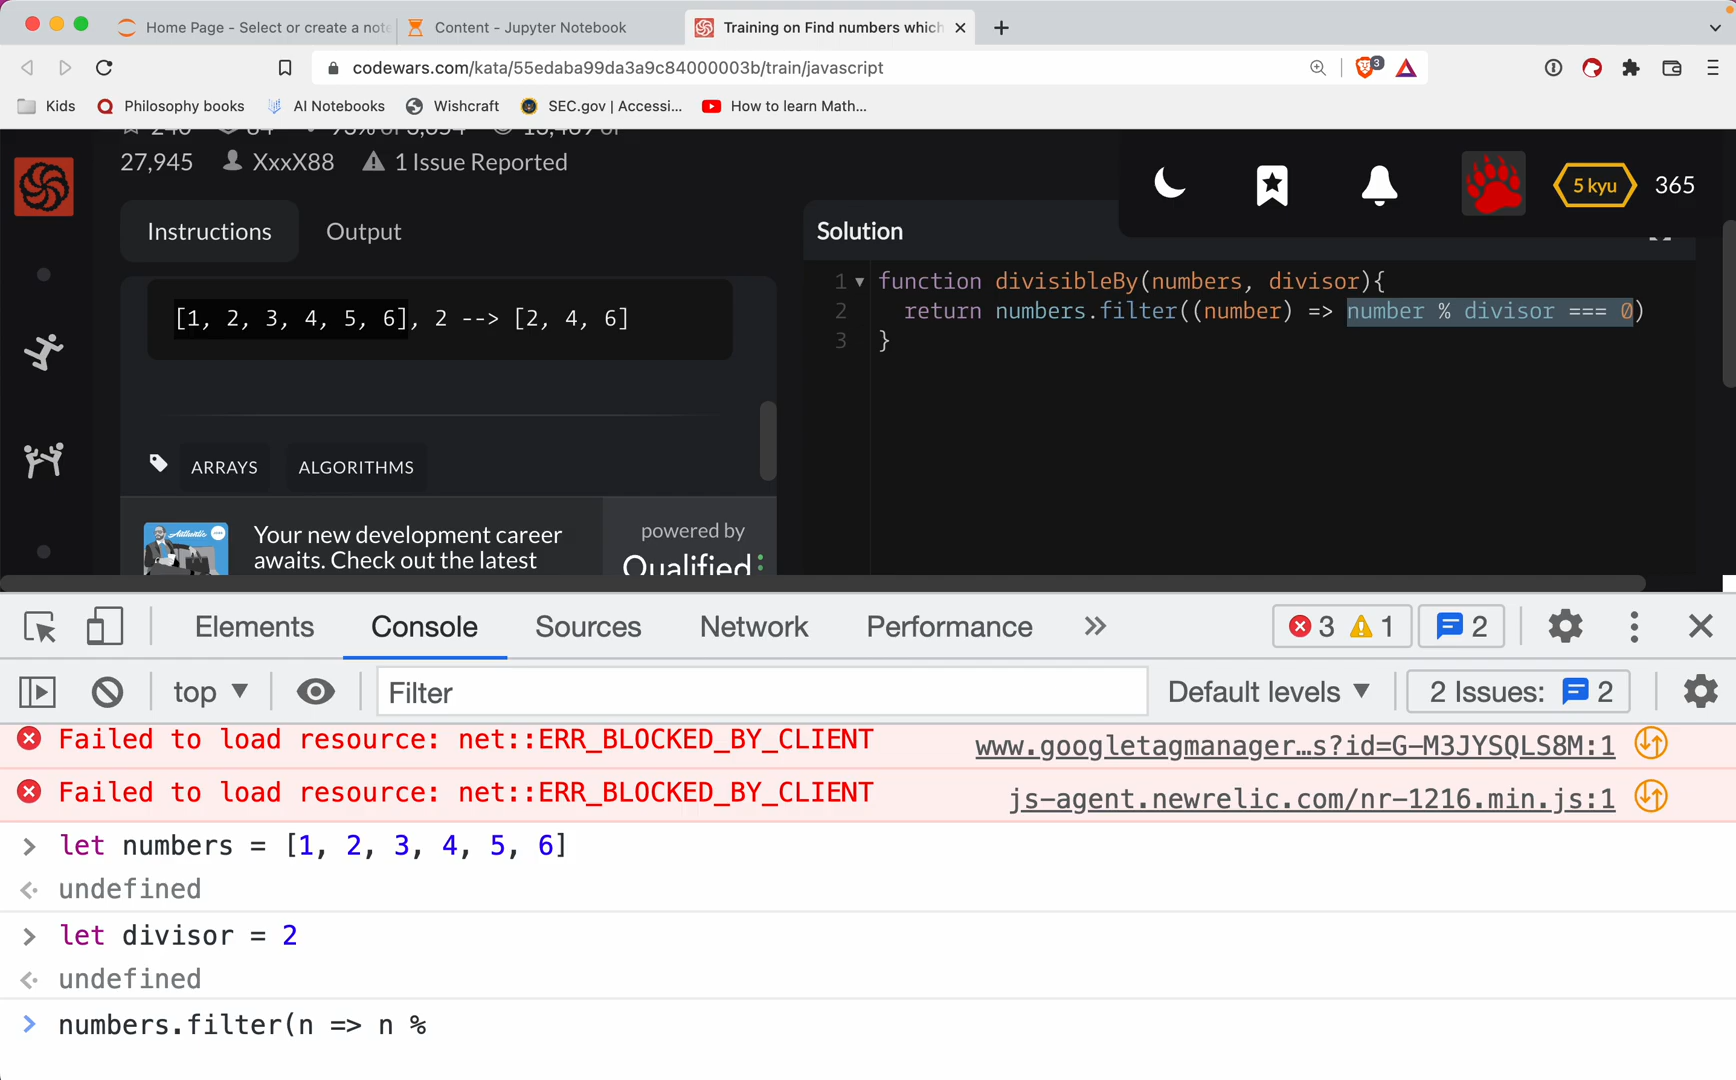 Home Page - Select or create a note
Content - Jupyter Notebook
Training on Find numbers which
codewars.com/kata/55edaba99da3a9c84000003b/train/javascript
3
Kids
Philosophy books
AI Notebooks
Wishcraft
SEC.gov | Accessi...
How to learn Math...
27,945 XxxX88 1 Issue Reported
5 kyu 365
Instructions
Output
Solution
[1, 2, 3, 4, 5, 6], 2 --> [2, 4, 6]
1 function divisibleBy(numbers, divisor){
2 return numbers.filter((number) => number % divisor === 0)
3 }
ARRAYS ALGORITHMS
Authentic
Your new development career
awaits. Check out the latest
powered by
Qualified
Elements
Console
Sources
Network
Performance
3 1
2
top
Filter
Default levels
2 Issues: 2
Failed to load resource: net::ERR_BLOCKED_BY_CLIENT www.googletagmanager…s?id=G-M3JYSQLS8M:1
Failed to load resource: net::ERR_BLOCKED_BY_CLIENT js-agent.newrelic.com/nr-1216.min.js:1
> let numbers = [1, 2, 3, 4, 5, 6]
undefined
> let divisor = 2
undefined
> numbers.filter(n => n %